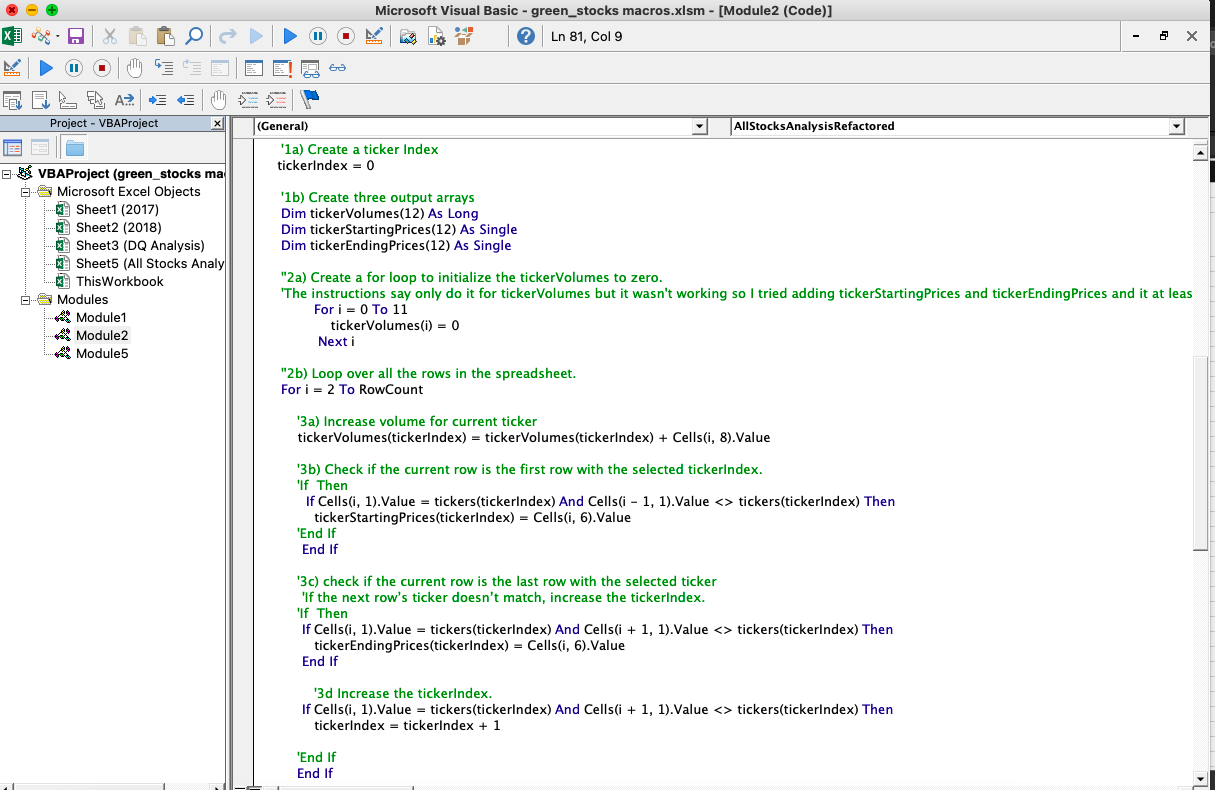 Microsoft Visual Basic - green_stocks macros.xlsm - [Module2 (Code)]
Ln 81, Col 9
Project - VBAProject
(General)
AllStocksAnalysisRefactored
VBAProject (green_stocks ma
Microsoft Excel Objects
Sheet1 (2017)
Sheet2 (2018)
Sheet3 (DQ Analysis)
Sheet5 (All Stocks Analy
ThisWorkbook
Modules
Module1
Module2
Module5
'1a) Create a ticker Index
tickerIndex = 0
'1b) Create three output arrays
Dim tickerVolumes(12) As Long
Dim tickerStartingPrices(12) As Single
Dim tickerEndingPrices(12) As Single
''2a) Create a for loop to initialize the tickerVolumes to zero.
'The instructions say only do it for tickerVolumes but it wasn't working so I tried adding tickerStartingPrices and tickerEndingPrices and it at leas
For i = 0 To 11
tickerVolumes(i) = 0
Next i
''2b) Loop over all the rows in the spreadsheet.
For i = 2 To RowCount
'3a) Increase volume for current ticker
tickerVolumes(tickerIndex) = tickerVolumes(tickerIndex) + Cells(i, 8).Value
'3b) Check if the current row is the first row with the selected tickerIndex.
'If  Then
If Cells(i, 1).Value = tickers(tickerIndex) And Cells(i - 1, 1).Value <> tickers(tickerIndex) Then
tickerStartingPrices(tickerIndex) = Cells(i, 6).Value
'End If
End If
'3c) check if the current row is the last row with the selected ticker
'If the next row’s ticker doesn’t match, increase the tickerIndex.
'If  Then
If Cells(i, 1).Value = tickers(tickerIndex) And Cells(i + 1, 1).Value <> tickers(tickerIndex) Then
tickerEndingPrices(tickerIndex) = Cells(i, 6).Value
End If
'3d Increase the tickerIndex.
If Cells(i, 1).Value = tickers(tickerIndex) And Cells(i + 1, 1).Value <> tickers(tickerIndex) Then
tickerIndex = tickerIndex + 1
'End If
End If